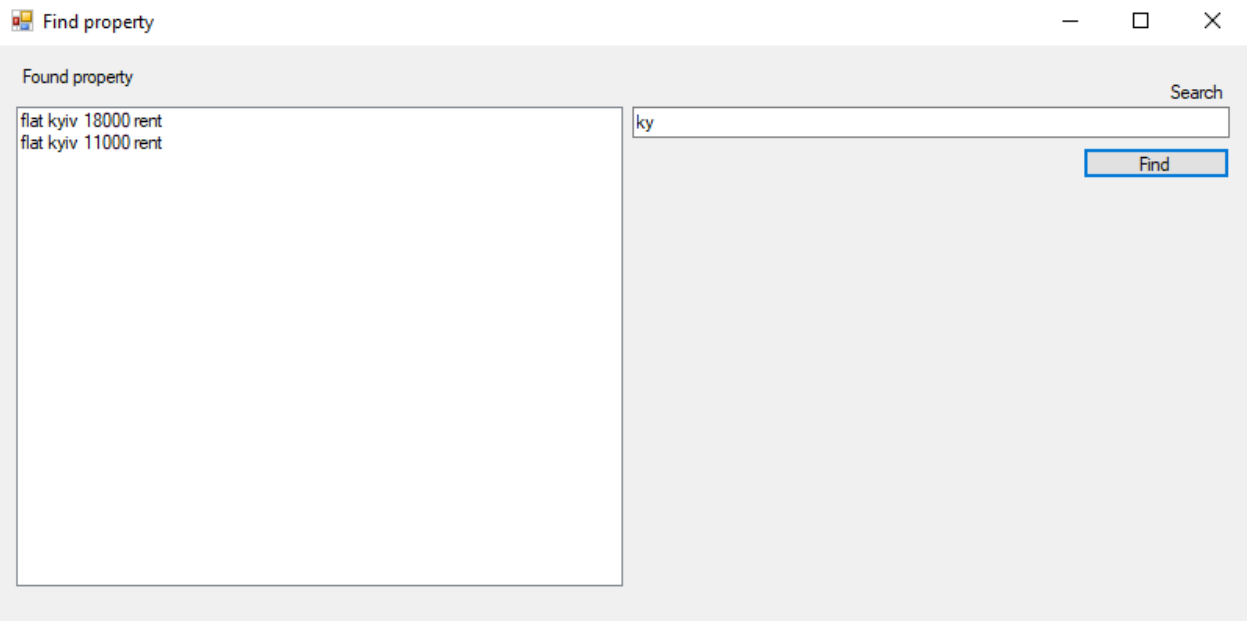 Find property
Found property
Search
flat kyiv 18000 rent
flat kyiv 11000 rent
ky
Find